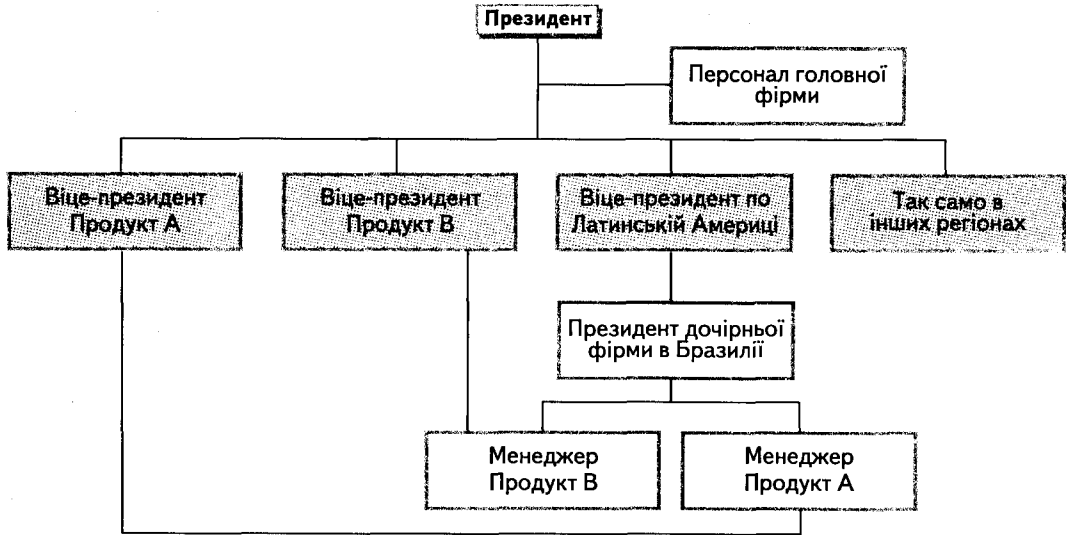 Президент
Персонал головної
фірми
Віце-президент
Продукт А
Віце-президент
Продукт В
Віце-президент по
Латинській Америці
Так само в
інших регіонах
Президент дочірньої
фірми в Бразилії
Менеджер
Продукт В
Менеджер
Продукт А